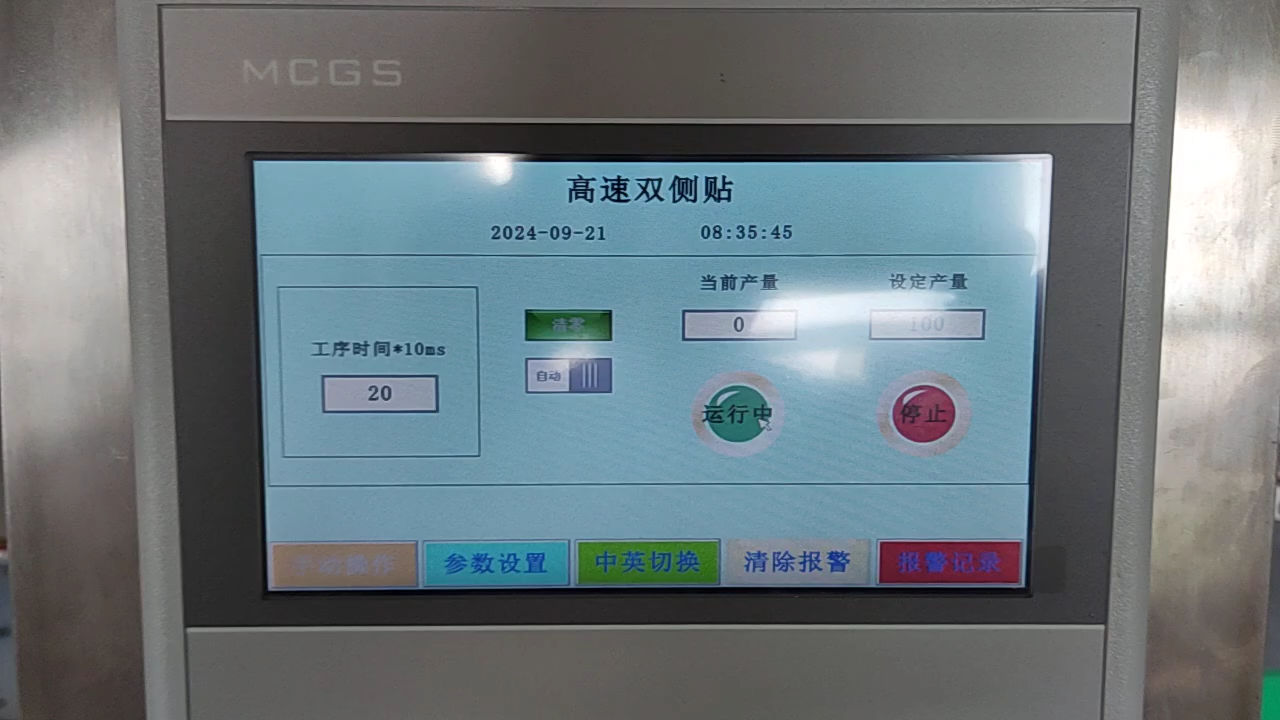 MCGS
高速双侧贴
2024-09-21 08:35:45
当前产量 设定产量
清零 0 100
工序时间*10ms
自动
20
运行中 停止
手动操作 参数设置 中英切换 清除报警 报警记录